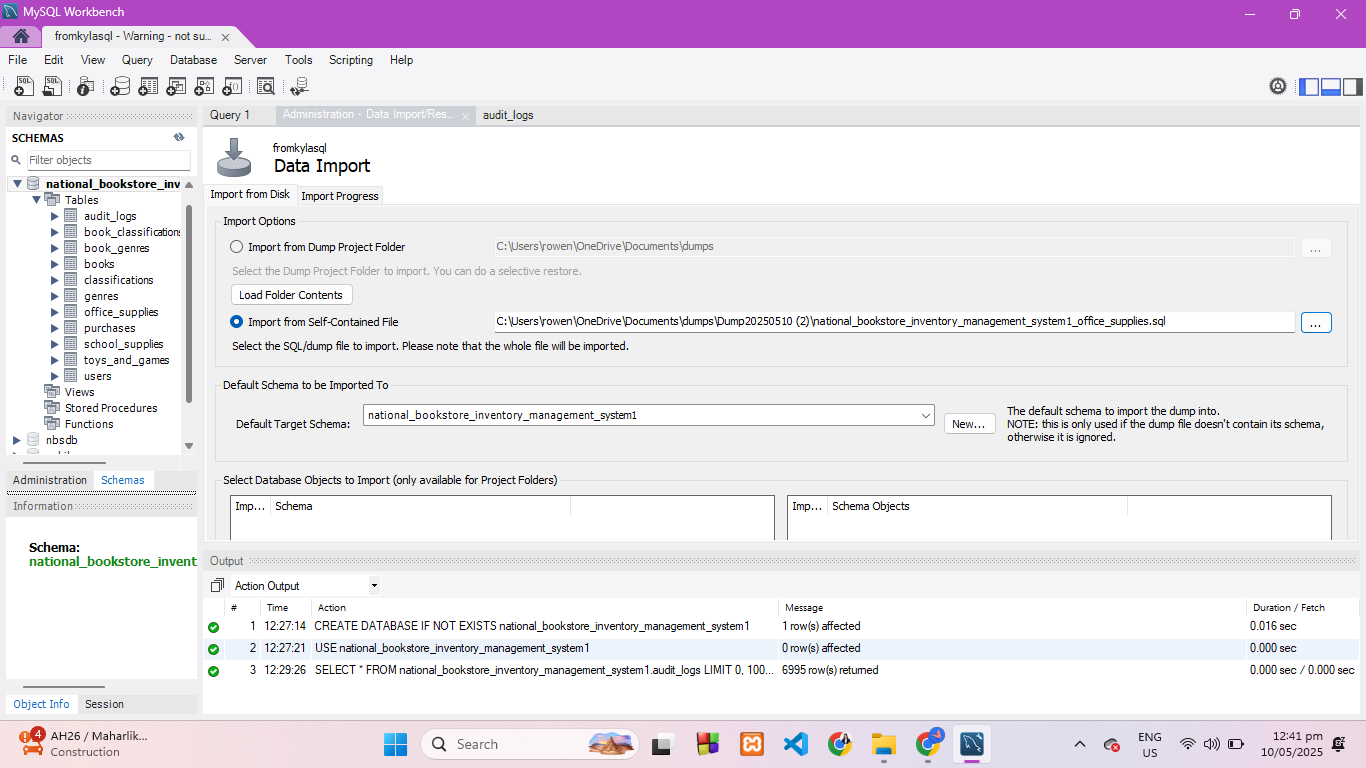 MySQL Workbench
fromkylasql - Warning - not su...
File Edit View Query Database Server Tools Scripting Help
Navigator
SCHEMAS
Filter objects
national_bookstore_inv
Tables
audit_logs
book_classification
book_genres
books
classifications
genres
office_supplies
purchases
school_supplies
toys_and_games
users
Views
Stored Procedures
Functions
nbsdb
Administration Schemas
Information
Schema:
national_bookstore_invent
Object Info Session
Query 1 Administration - Data Import/Res... audit_logs
fromkylasql
Data Import
Import from Disk Import Progress
Import Options
Import from Dump Project Folder C:\Users\rowen\OneDrive\Documents\dumps ...
Select the Dump Project Folder to import. You can do a selective restore.
Load Folder Contents
Import from Self-Contained File C:\Users\rowen\OneDrive\Documents\dumps\Dump20250510 (2)\national_bookstore_inventory_management_system1_office_supplies.sql ...
Select the SQL/dump file to import. Please note that the whole file will be imported.
Default Schema to be Imported To
Default Target Schema: national_bookstore_inventory_management_system1 New...
The default schema to import the dump into.
NOTE: this is only used if the dump file doesn't contain its schema,
otherwise it is ignored.
Select Database Objects to Import (only available for Project Folders)
Imp... Schema Imp... Schema Objects
Output
Action Output
# Time Action Message Duration / Fetch
1 12:27:14 CREATE DATABASE IF NOT EXISTS national_bookstore_inventory_management_system1 1 row(s) affected 0.016 sec
2 12:27:21 USE national_bookstore_inventory_management_system1 0 row(s) affected 0.000 sec
3 12:29:26 SELECT * FROM national_bookstore_inventory_management_system1.audit_logs LIMIT 0, 100... 6995 row(s) returned 0.000 sec / 0.000 sec
4
AH26 / Maharlik...
Construction
Search
ENG
US
12:41 pm
10/05/2025